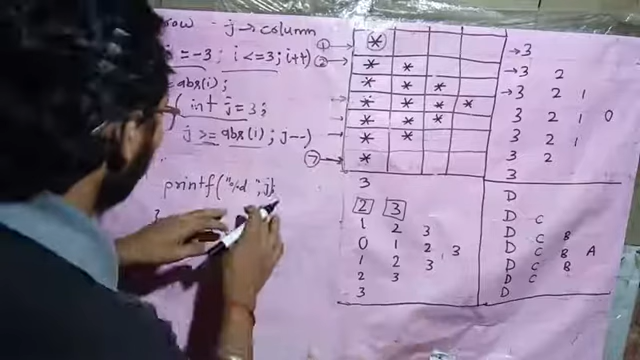 row - j → column
= -3; i <= 3; i++)
abs(i);
( int j = 3;
j >= abs(i); j--)
printf("%d ", j);
3
① → *
② → * *
→ * * *
→ * * * *
→ * * *
→ * *
⑦ → *
→ 3
→ 3 2
→ 3 2 1
3 2 1 0
3 2 1
3 2
3
3
2 3
1 2 3
0 1 2 3
1 2 3
2 3
3
D
D C
D C B
D C B A
D C B
D C
D